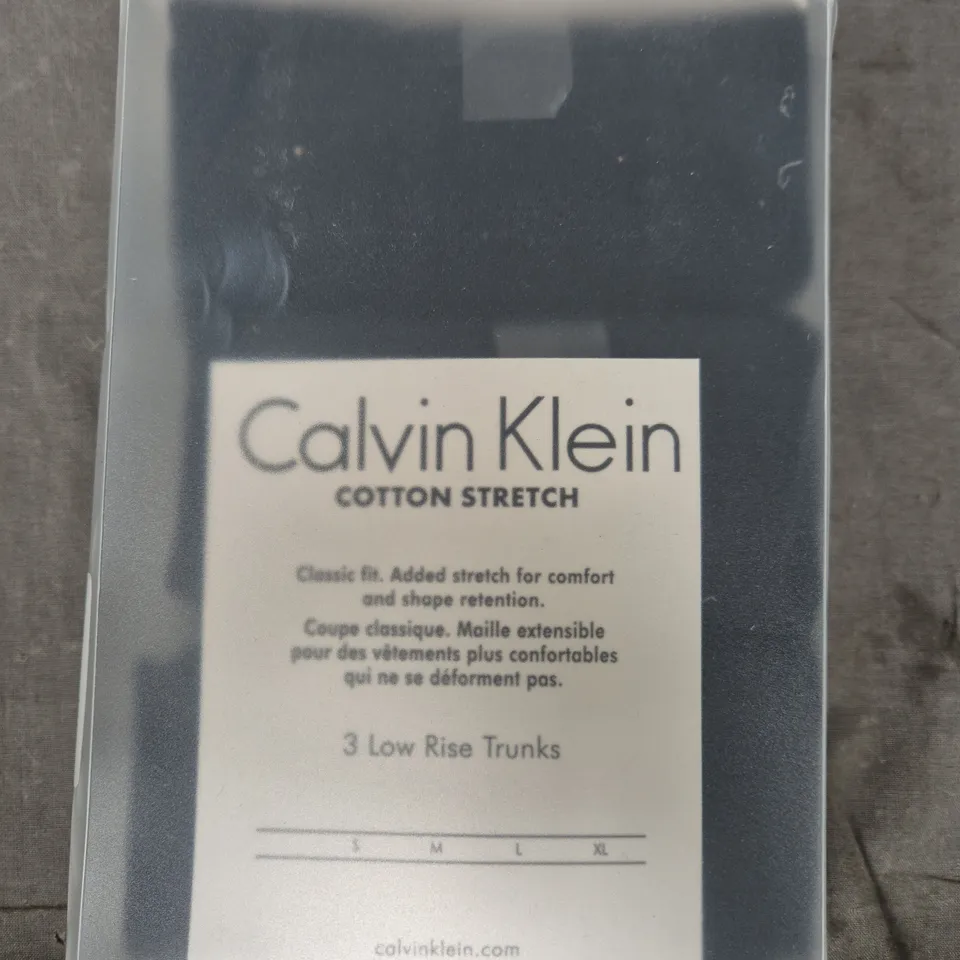 Calvin Klein
COTTON STRETCH
Classic fit. Added stretch for comfort
and shape retention.
Coupe classique. Maille extensible
pour des vêtements plus confortables
qui ne se déforment pas.
3 Low Rise Trunks
S M L XL
calvinklein.com